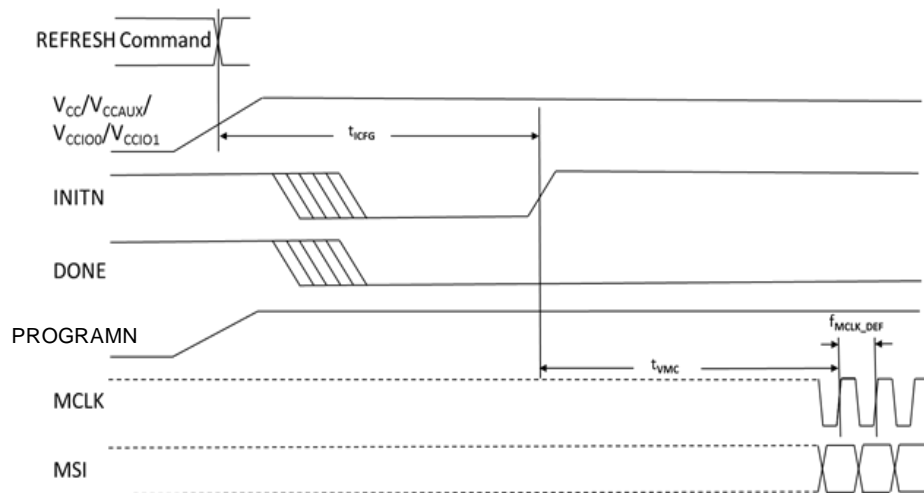 REFRESH Command
VCC/VCCAUX/
VCCIO0/VCCIO1
tICFG
INITN
DONE
PROGRAMN
fMCLK_DEF
tVMC
MCLK
MSI